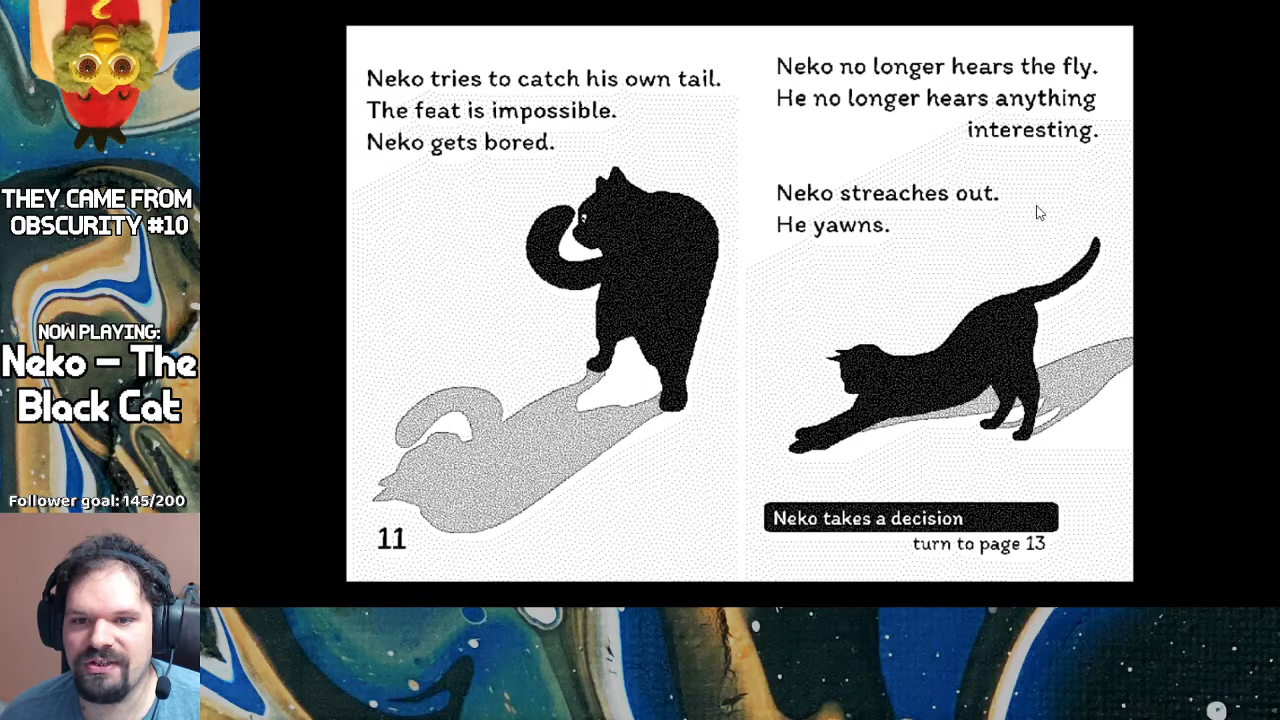 THEY CAME FROM
OBSCURITY #10
NOW PLAYING:
Neko – The
Black Cat
Follower goal: 145/200
Neko tries to catch his own tail.
The feat is impossible.
Neko gets bored.
11
Neko no longer hears the fly.
He no longer hears anything
interesting.
Neko streaches out.
He yawns.
Neko takes a decision
turn to page 13